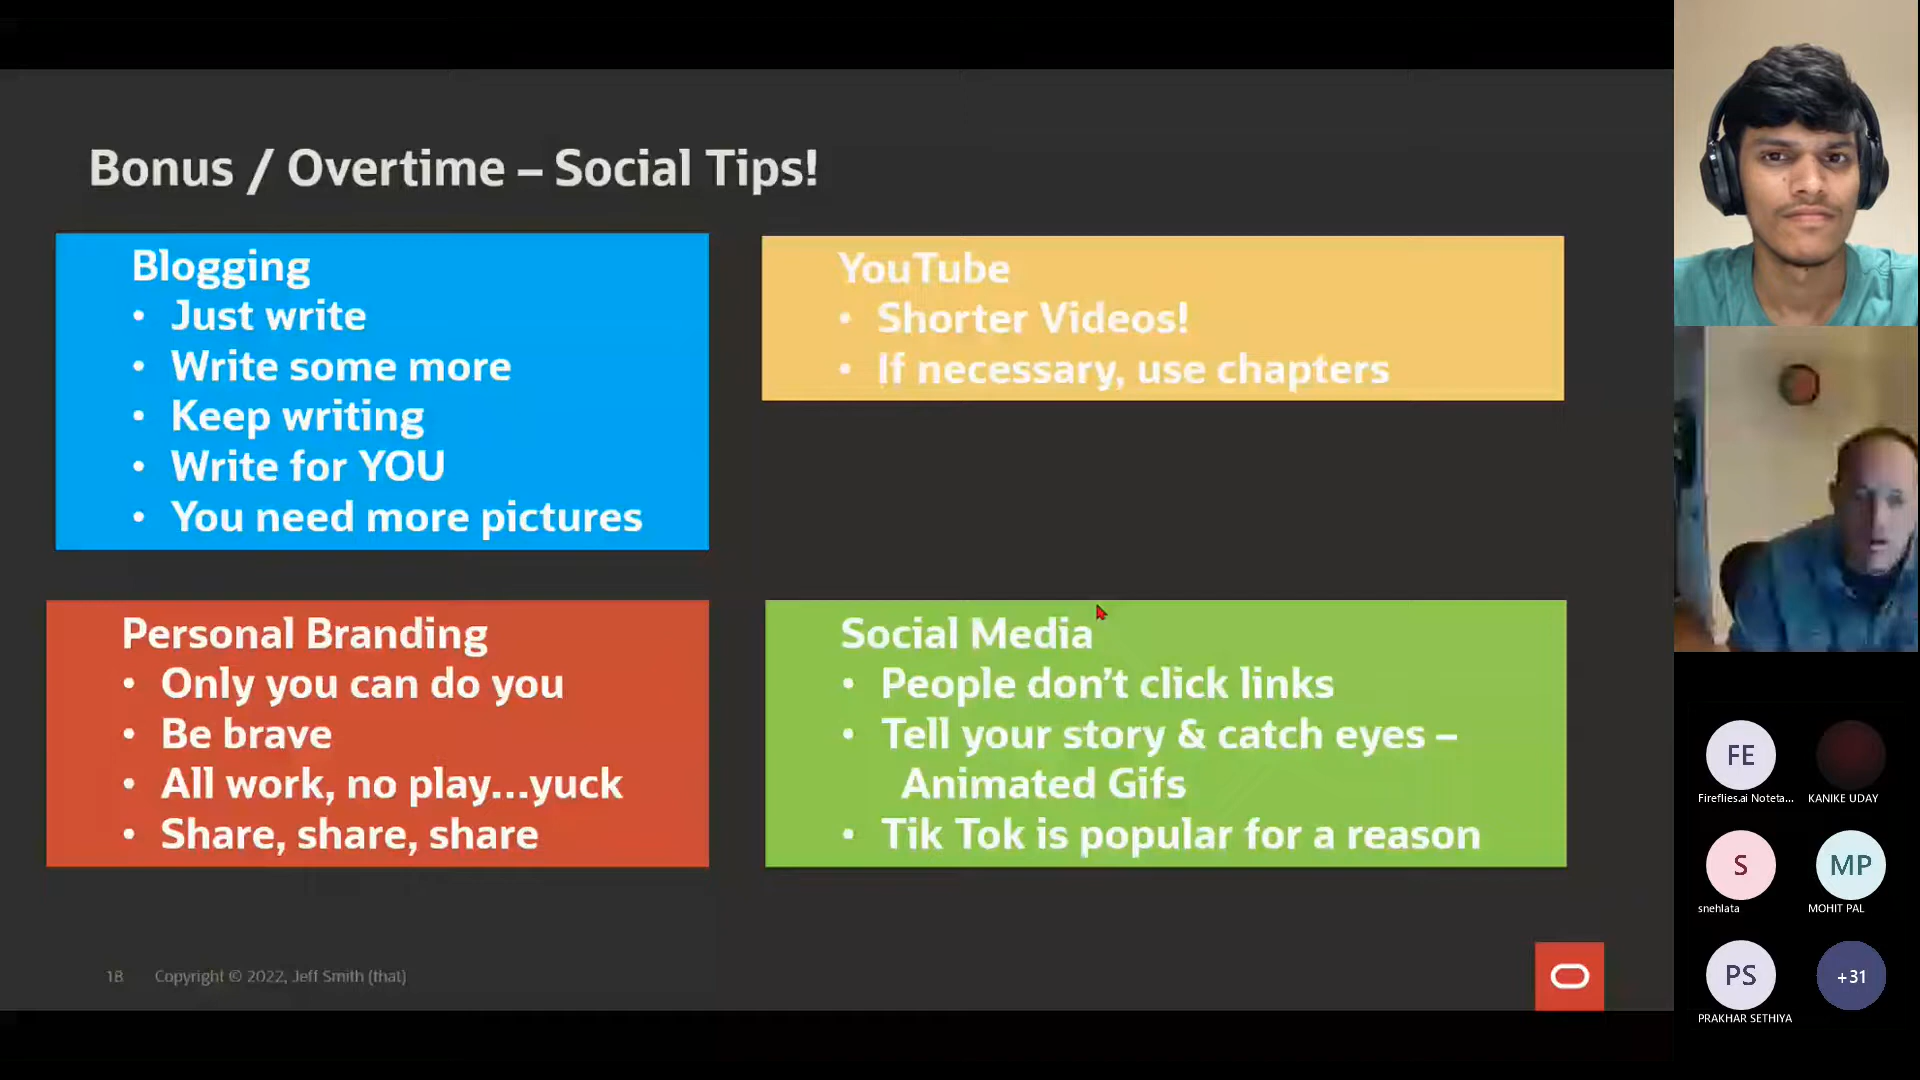 Bonus / Overtime – Social Tips!
Blogging
• Just write
• Write some more
• Keep writing
• Write for YOU
• You need more pictures
YouTube
• Shorter Videos!
• If necessary, use chapters
Personal Branding
• Only you can do you
• Be brave
• All work, no play...yuck
• Share, share, share
Social Media
• People don't click links
• Tell your story & catch eyes –
Animated Gifs
• Tik Tok is popular for a reason
18 Copyright © 2022, Jeff Smith (that)
FE
Fireflies.ai Noteta...
KANIKE UDAY
S
snehlata
MP
MOHIT PAL
PS
PRAKHAR SETHIYA
+31